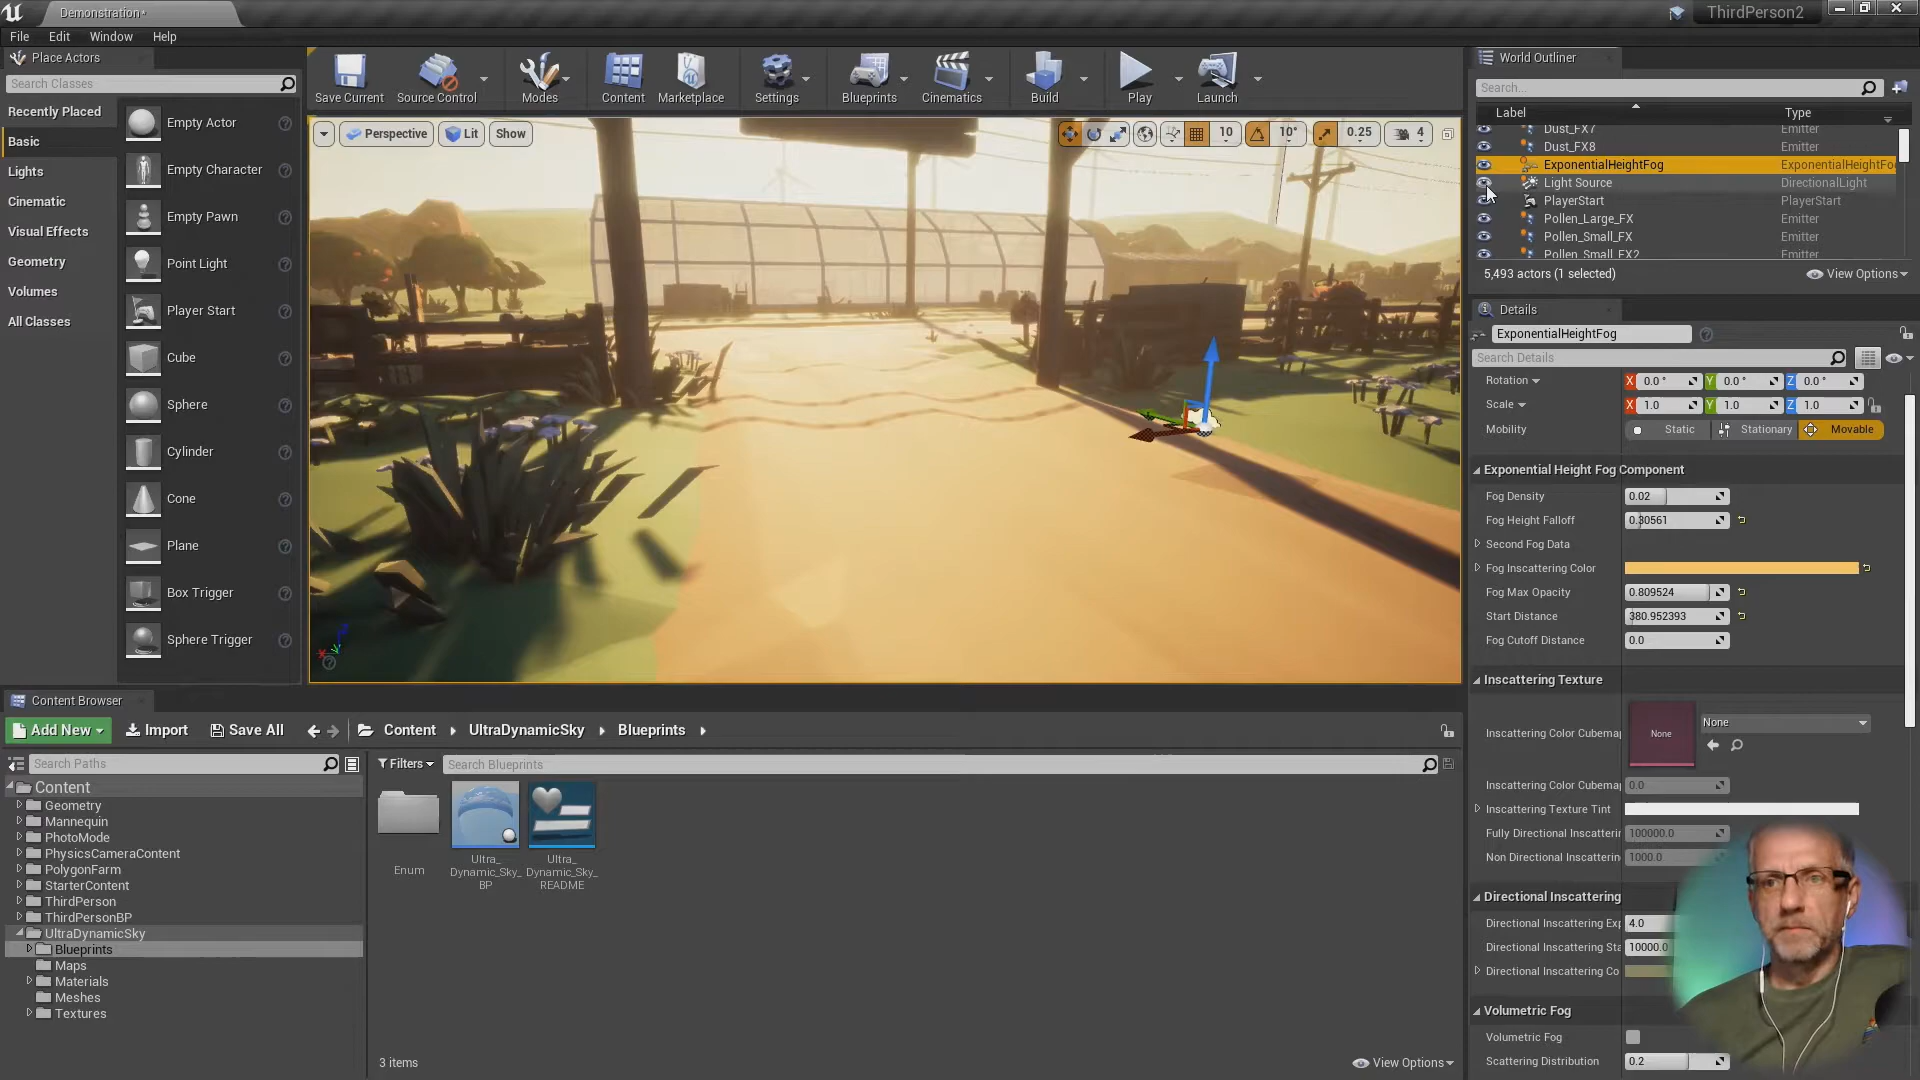 Demonstration*
ThirdPerson2
File Edit Window Help
Place Actors
Search Classes
Recently Placed
Basic
Lights
Cinematic
Visual Effects
Geometry
Volumes
All Classes
Empty Actor
Empty Character
Empty Pawn
Point Light
Player Start
Cube
Sphere
Cylinder
Cone
Plane
Box Trigger
Sphere Trigger
Save Current Source Control Modes Content Marketplace Settings Blueprints Cinematics Build Play Launch
Perspective Lit Show
10 10° 0.25 4
World Outliner
Search...
Label Type
Dust_FX7 Emitter
Dust_FX8 Emitter
ExponentialHeightFog ExponentialHeightFog
Light Source DirectionalLight
PlayerStart PlayerStart
Pollen_Large_FX Emitter
Pollen_Small_FX Emitter
Pollen_Small_FX2 Emitter
5,493 actors (1 selected) View Options
Details
ExponentialHeightFog
Search Details
Rotation X 0.0° Y 0.0° Z 0.0°
Scale X 1.0 Y 1.0 Z 1.0
Mobility Static Stationary Movable
Exponential Height Fog Component
Fog Density 0.02
Fog Height Falloff 0.30561
Second Fog Data
Fog Inscattering Color
Fog Max Opacity 0.809524
Start Distance 380.952393
Fog Cutoff Distance 0.0
Inscattering Texture
Inscattering Color Cubemap None None
Inscattering Color Cubema 0.0
Inscattering Texture Tint
Fully Directional Inscatterin 100000.0
Non Directional Inscattering 1000.0
Directional Inscattering
Directional Inscattering Exp 4.0
Directional Inscattering Sta 10000.0
Directional Inscattering Co
Volumetric Fog
Volumetric Fog
Scattering Distribution 0.2
Content Browser
Add New Import Save All Content UltraDynamicSky Blueprints
Search Paths
Filters Search Blueprints
Content
Geometry
Mannequin
PhotoMode
PhysicsCameraContent
PolygonFarm
StarterContent
ThirdPerson
ThirdPersonBP
UltraDynamicSky
Blueprints
Maps
Materials
Meshes
Textures
Enum
Ultra_
Dynamic_Sky_
BP
Ultra_
Dynamic_Sky_
README
3 items View Options